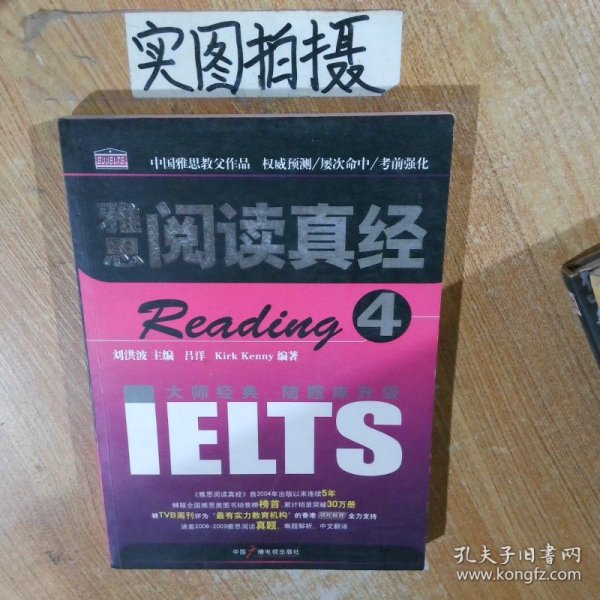 实图拍摄
BJIELTS
中国雅思教父作品 权威预测/屡次命中/考前强化
雅思 阅读真经
Reading 4
刘洪波 主编 吕洋 Kirk Kenny 编著
大师经典 随题库升级
IELTS
《雅思阅读真经》自2004年出版以来连续5年
蝉联全国雅思类图书销售榜榜首，累计销量突破30万册
被TVB周刊评为“最有实力教育机构”的香港 全力支持
涵盖2008-2009雅思阅读真题、难题解析、中文翻译
中国广播电视出版社
孔夫子旧书网
www.kongfz.com